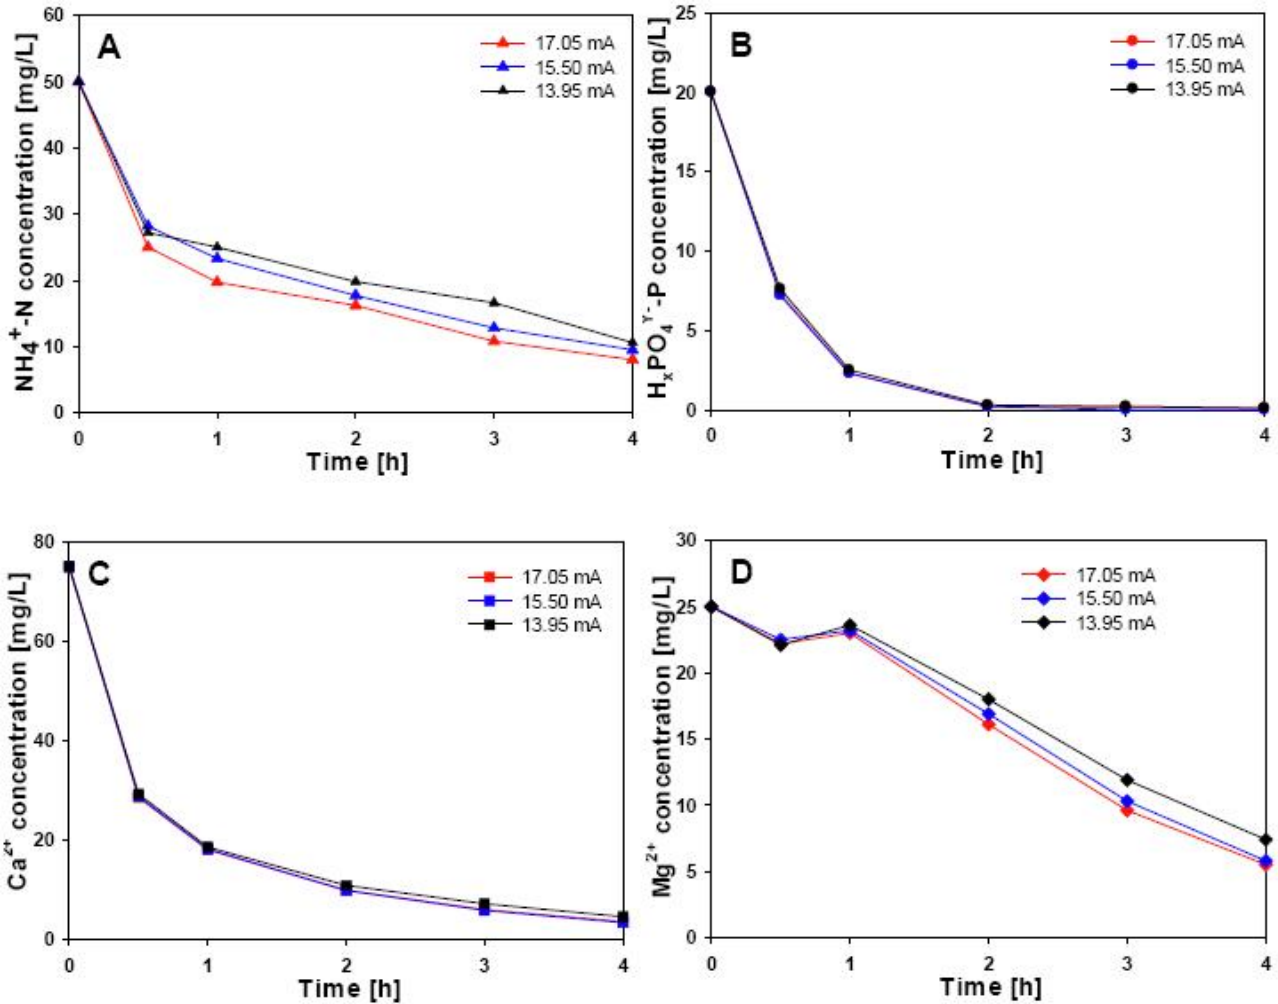 A
NH4+-N concentration [mg/L]
60
50
40
30
20
10
0
17.05 mA
15.50 mA
13.95 mA
0 1 2 3 4
Time [h]
B
HxPO4Y--P concentration [mg/L]
25
20
15
10
5
0
17.05 mA
15.50 mA
13.95 mA
0 1 2 3 4
Time [h]
C
Ca2+ concentration [mg/L]
80
60
40
20
0
17.05 mA
15.50 mA
13.95 mA
0 1 2 3 4
Time [h]
D
Mg2+ concentration [mg/L]
30
25
20
15
10
5
0
17.05 mA
15.50 mA
13.95 mA
0 1 2 3 4
Time [h]